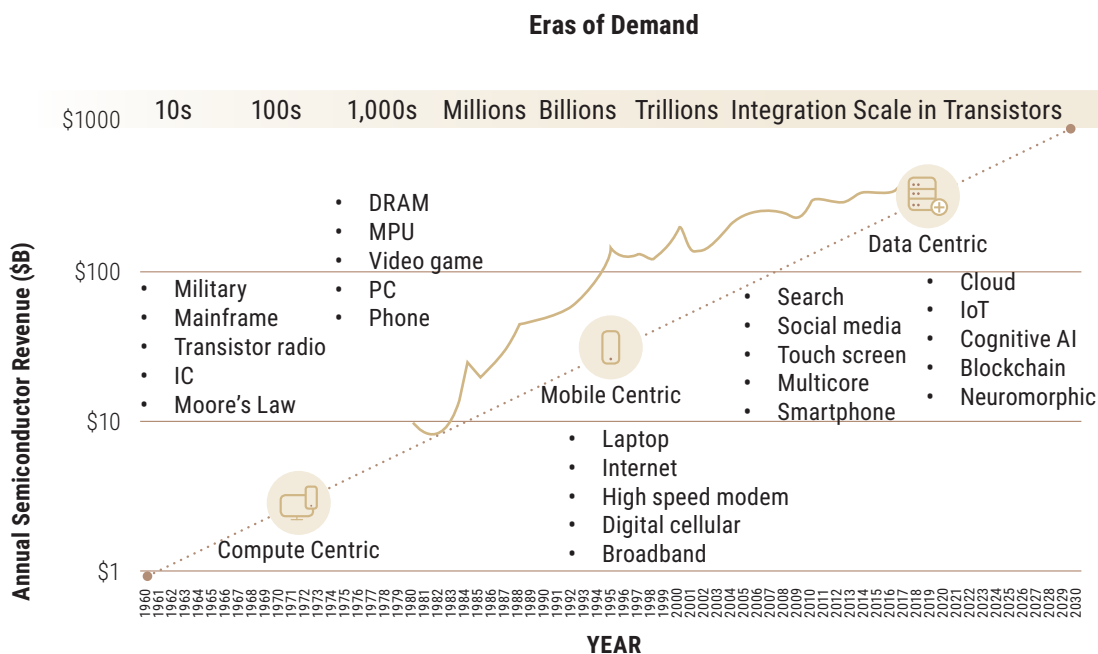 Eras of Demand
10s 100s 1,000s Millions Billions Trillions Integration Scale in Transistors
$1000
$100
$10
$1
Annual Semiconductor Revenue ($B)
• Military
• Mainframe
• Transistor radio
• IC
• Moore’s Law
• DRAM
• MPU
• Video game
• PC
• Phone
Compute Centric
Mobile Centric
• Laptop
• Internet
• High speed modem
• Digital cellular
• Broadband
• Search
• Social media
• Touch screen
• Multicore
• Smartphone
Data Centric
• Cloud
• IoT
• Cognitive AI
• Blockchain
• Neuromorphic
1960 1961 1962 1963 1964 1965 1966 1967 1968 1969 1970 1971 1972 1973 1974 1975 1976 1977 1978 1979 1980 1981 1982 1983 1984 1985 1986 1987 1988 1989 1990 1991 1992 1993 1994 1995 1996 1997 1998 1999 2000 2001 2002 2003 2004 2005 2006 2007 2008 2009 2010 2011 2012 2013 2014 2015 2016 2017 2018 2019 2020 2021 2022 2023 2024 2025 2026 2027 2028 2029 2030
YEAR